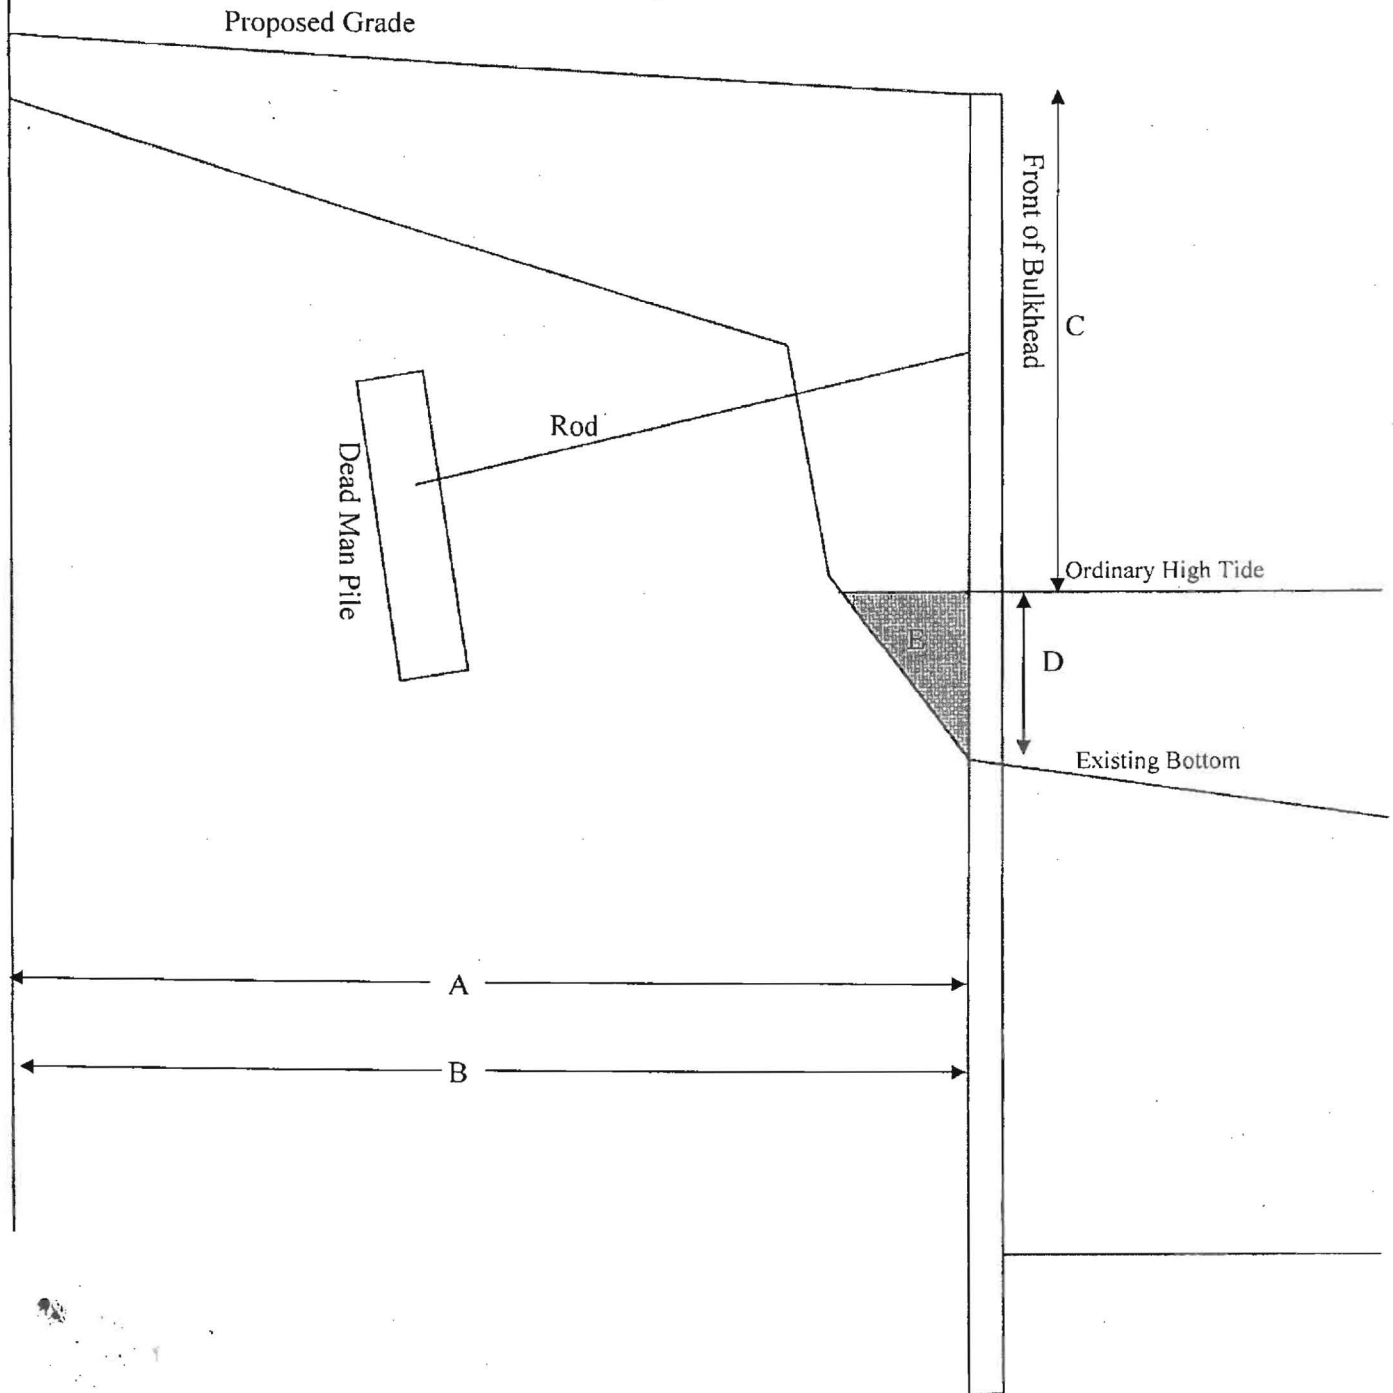 Proposed Grade
Front of Bulkhead
C
Rod
Dead Man Pile
Ordinary High Tide
E
D
Existing Bottom
A
B